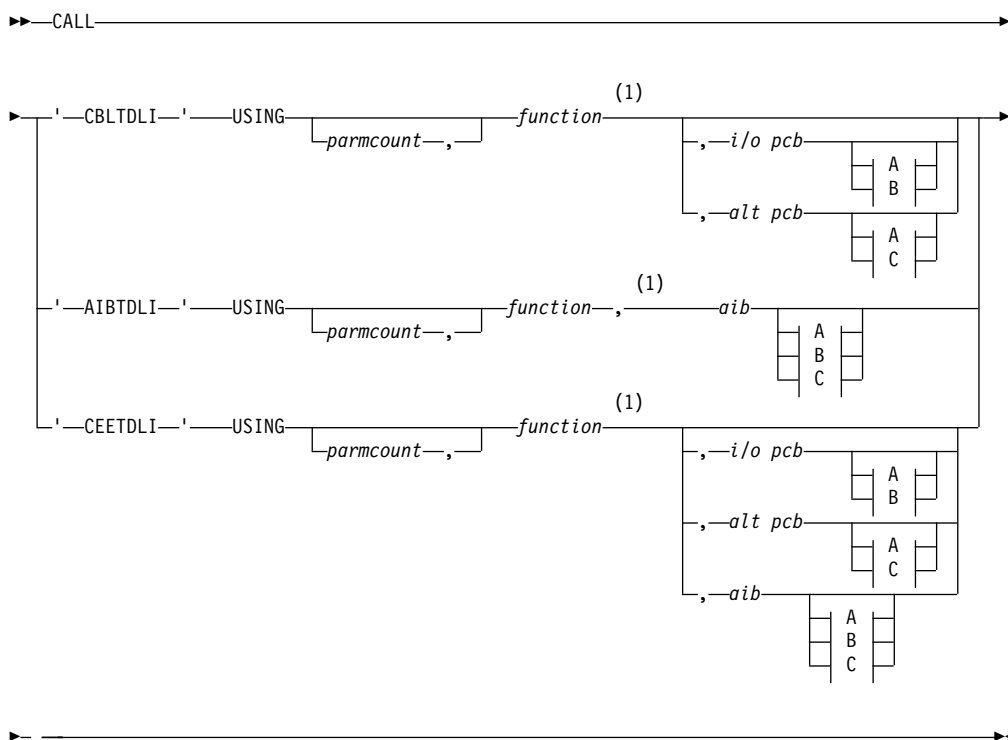 CALL
(1)
' CBLTDLI ' USING function
parmcount , , i/o pcb
A
B
, alt pcb
A
C
(1)
' AIBTDLI ' USING function , aib
parmcount , A
B
C
(1)
' CEETDLI ' USING function
parmcount , , i/o pcb
A
B
, alt pcb
A
C
, aib
A
B
C